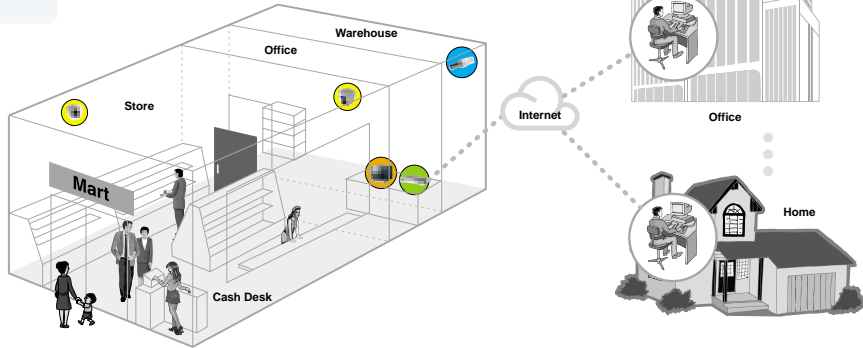 Warehouse
Office
Store
Mart
Cash Desk
Internet
Office
Home